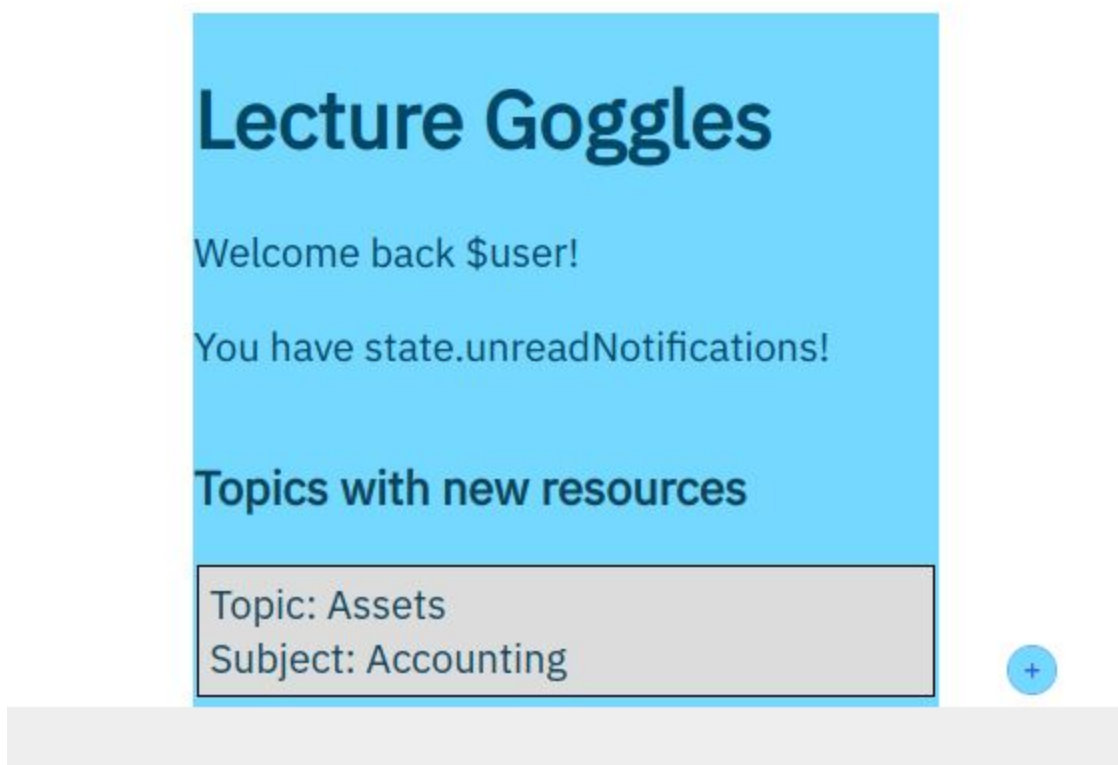 Lecture Goggles
Welcome back $user!
You have state.unreadNotifications!
Topics with new resources
Topic: Assets
Subject: Accounting
+